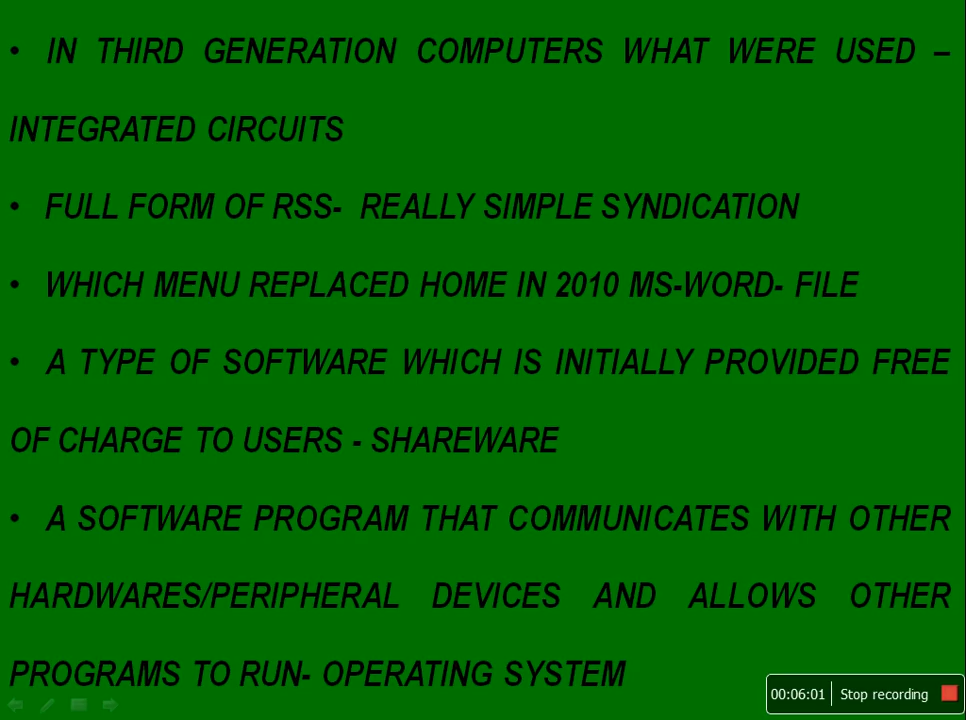 • IN THIRD GENERATION COMPUTERS WHAT WERE USED –
INTEGRATED CIRCUITS
• FULL FORM OF RSS- REALLY SIMPLE SYNDICATION
• WHICH MENU REPLACED HOME IN 2010 MS-WORD- FILE
• A TYPE OF SOFTWARE WHICH IS INITIALLY PROVIDED FREE
OF CHARGE TO USERS - SHAREWARE
• A SOFTWARE PROGRAM THAT COMMUNICATES WITH OTHER
HARDWARES/PERIPHERAL DEVICES AND ALLOWS OTHER
PROGRAMS TO RUN- OPERATING SYSTEM
00:06:01 Stop recording